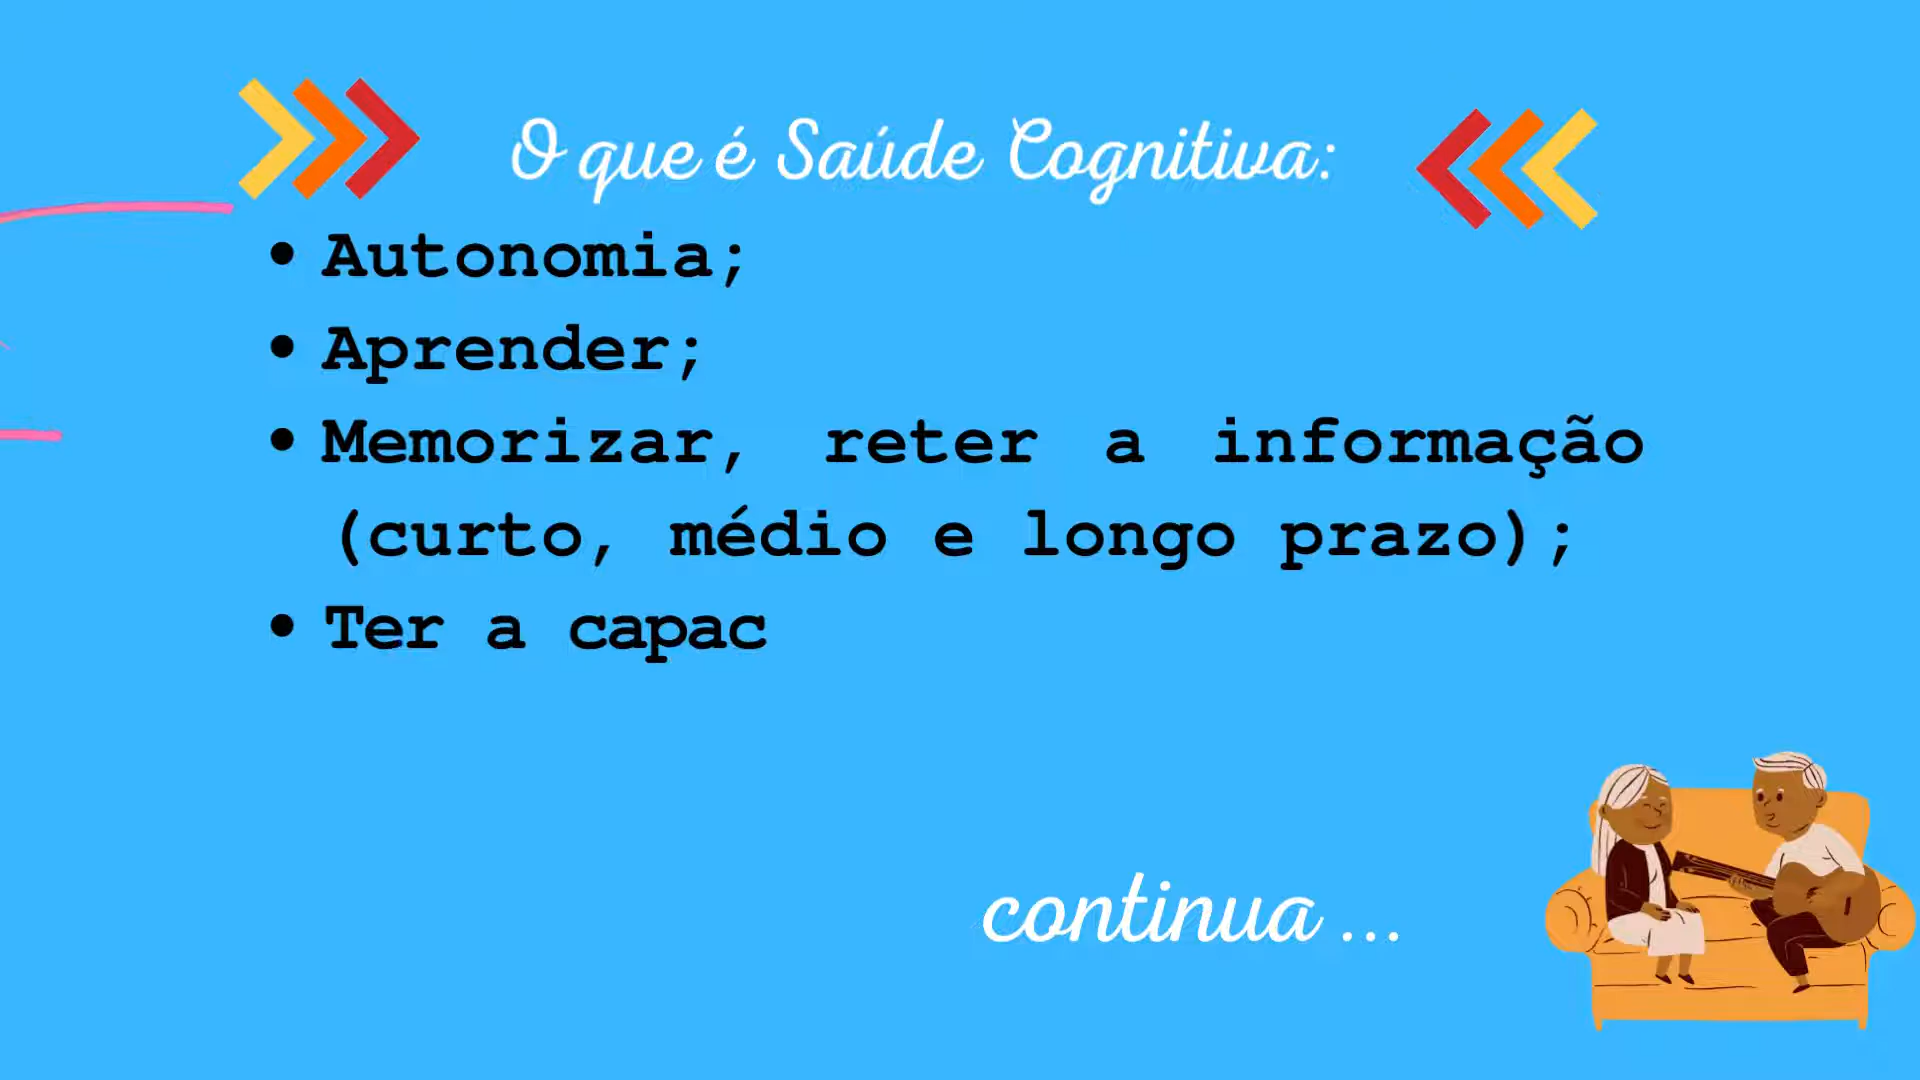 O que é Saúde Cognitiva:
• Autonomia;
• Aprender;
• Memorizar, reter a informação
(curto, médio e longo prazo);
• Ter a capac
continua ...